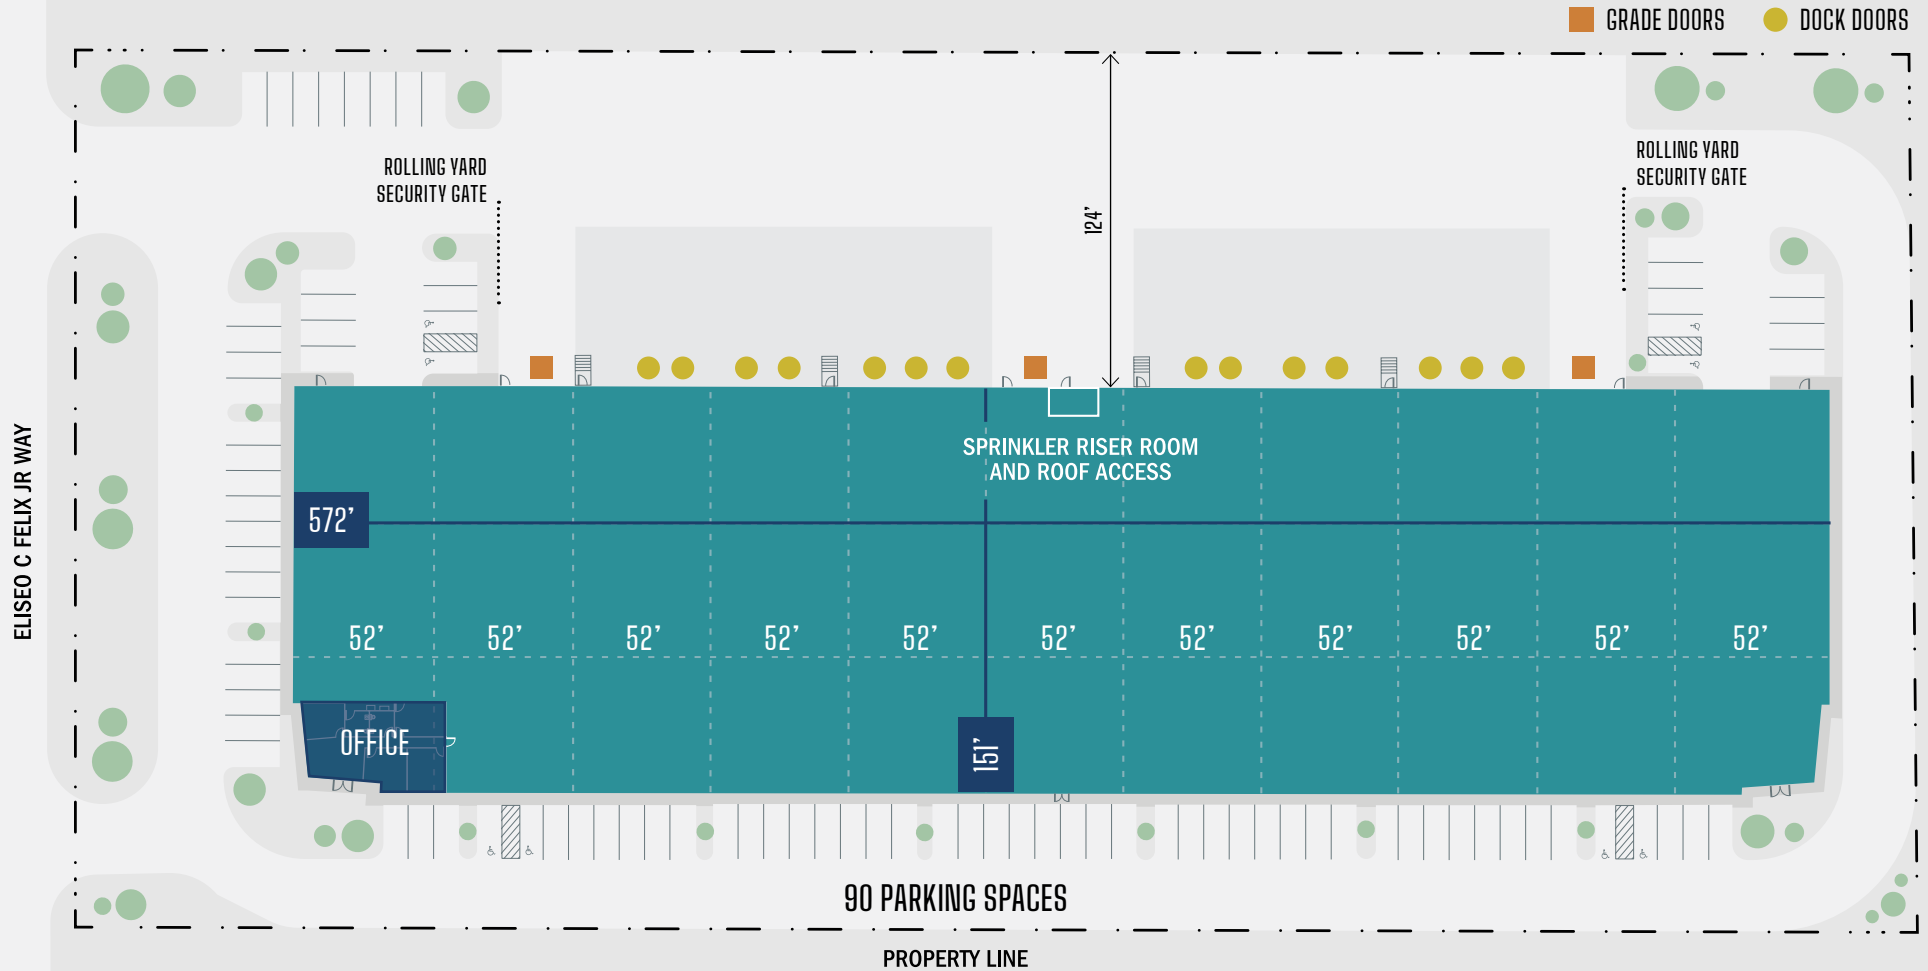 GRADE DOORS
DOCK DOORS
ROLLING YARD
SECURITY GATE
ROLLING YARD
SECURITY GATE
124’
SPRINKLER RISER ROOM
AND ROOF ACCESS
572’
ELISEO C FELIX JR WAY
52’ 52’ 52’ 52’ 52’ 52’ 52’ 52’ 52’ 52’ 52’
OFFICE
151’
90 PARKING SPACES
PROPERTY LINE